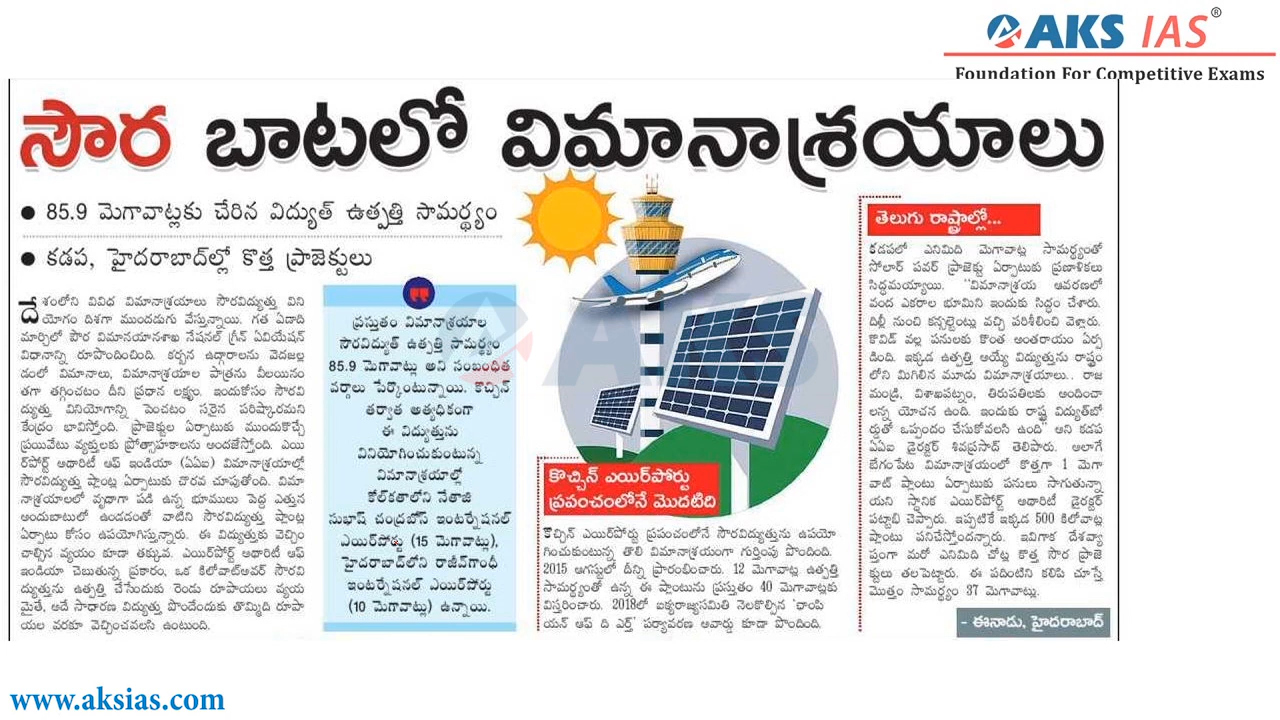 AKS IAS®
Foundation For Competitive Exams
సౌర బాటలో విమానాశ్రయాలు
● 85.9 మెగావాట్లకు చేరిన విద్యుత్ ఉత్పత్తి సామర్థ్యం
● కడప, హైదరాబాద్‌ల్లో కొత్త ప్రాజెక్టులు
దేశంలోని వివిధ విమానాశ్రయాలు సౌరవిద్యుత్తు విని
యోగం దిశగా ముందడుగు వేస్తున్నాయి. గత ఏడాది
మార్చిలో పౌర విమానయానశాఖ నేషనల్ గ్రీన్ ఏవియేషన్
విధానాన్ని రూపొందించింది. కర్బన ఉద్గారాలను వెదజల్ల
డంలో విమానాలు, విమానాశ్రయాల పాత్రను వీలయినం
తగా తగ్గించటం దీని ప్రధాన లక్ష్యం. ఇందుకోసం సౌరవి
ద్యుత్తు వినియోగాన్ని పెంచటం సరైన పరిష్కారమని
కేంద్రం భావిస్తోంది. ప్రాజెక్టుల ఏర్పాటుకు ముందుకొచ్చే
ప్రయివేటు వ్యక్తులకు ప్రోత్సాహకాలను అందజేస్తోంది. ఎయి
ర్‌పోర్ట్ అథారిటీ ఆఫ్ ఇండియా (ఏఏఐ) విమానాశ్రయాల్లో
సౌరవిద్యుత్తు ప్లాంట్ల ఏర్పాటుకు చొరవ చూపుతోంది. విమా
నాశ్రయాలలో వృథాగా పడి ఉన్న భూములు పెద్ద ఎత్తున
అందుబాటులో ఉండడంతో వాటిని సౌరవిద్యుత్తు ప్లాంట్ల
ఏర్పాటు కోసం ఉపయోగిస్తున్నారు. ఈ విద్యుత్తుకు వెచ్చిం
చాల్సిన వ్యయం కూడా తక్కువ. ఎయిర్‌పోర్ట్ అథారిటీ ఆఫ్
ఇండియా చెబుతున్న ప్రకారం, ఒక కిలోవాట్అవర్ సౌరవి
ద్యుత్తును ఉత్పత్తి చేసేందుకు రెండు రూపాయలు వ్యయ
మైతే, అదే సాధారణ విద్యుత్తు పొందేందుకు తొమ్మిది రూపా
యల వరకూ వెచ్చించవలసి ఉంటుంది.
ప్రస్తుతం విమానాశ్రయాల
సౌరవిద్యుత్ ఉత్పత్తి సామర్థ్యం
85.9 మెగావాట్లు అని సంబంధిత
వర్గాలు పేర్కొంటున్నాయి. కొచ్చిన్
తర్వాత అత్యధికంగా
ఈ విద్యుత్తును
వినియోగించుకుంటున్న
విమానాశ్రయాల్లో
కోల్‌కతాలోని నేతాజీ
సుభాష్ చంద్రబోస్ ఇంటర్నేషనల్
ఎయిర్‌పోర్టు (15 మెగావాట్లు),
హైదరాబాద్‌లోని రాజీవ్‌గాంధీ
ఇంటర్నేషనల్ ఎయిర్‌పోర్టు
(10 మెగావాట్లు) ఉన్నాయి.
AKS
కొచ్చిన్ ఎయిర్‌పోర్టు
ప్రపంచంలోనే మొదటిది
కొచ్చిన్ ఎయిర్‌పోర్టు ప్రపంచంలోనే సౌరవిద్యుత్తును ఉపయో
గించుకుంటున్న తొలి విమానాశ్రయంగా గుర్తింపు పొందింది.
2015 ఆగస్టులో దీన్ని ప్రారంభించారు. 12 మెగావాట్ల ఉత్పత్తి
సామర్థ్యంతో ఉన్న ఈ ప్లాంటును ప్రస్తుతం 40 మెగావాట్లకు
విస్తరించారు. 2018లో ఐక్యరాజ్యసమితి నెలకొల్పిన 'ఛాంపి
యన్ ఆఫ్ ది ఎర్త్' పర్యావరణ అవార్డు కూడా పొందింది.
తెలుగు రాష్ట్రాల్లో...
కడపలో ఎనిమిది మెగావాట్ల సామర్థ్యంతో
సోలార్ పవర్ ప్రాజెక్టు ఏర్పాటుకు ప్రణాళికలు
సిద్ధమయ్యాయి. "విమానాశ్రయ ఆవరణలో
వంద ఎకరాల భూమిని ఇందుకు సిద్ధం చేశారు.
దిల్లీ నుంచి కన్సల్టెంట్లు వచ్చి పరిశీలించి వెళ్లారు.
కొవిడ్ వల్ల పనులకు కొంత అంతరాయం ఏర్ప
డింది. ఇక్కడ ఉత్పత్తి అయ్యే విద్యుత్తును రాష్ట్రం
లోని మిగిలిన మూడు విమానాశ్రయాలు.. రాజ
మండ్రి, విశాఖపట్నం, తిరుపతిలకు అందించా
లన్న యోచన ఉంది. ఇందుకు రాష్ట్ర విద్యుత్‌బో
ర్డుతో ఒప్పందం చేసుకోవలసి ఉంది" అని కడప
ఏఏఐ డైరెక్టర్ శివప్రసాద్ తెలిపారు. అలాగే
బేగంపేట విమానాశ్రయంలో కొత్తగా 1 మెగా
వాట్ ప్లాంటు ఏర్పాటుకు పనులు సాగుతున్నా
యని స్థానిక ఎయిర్‌పోర్ట్ అథారిటీ డైరెక్టర్
పట్టాభి చెప్పారు. ఇప్పటికే ఇక్కడ 500 కిలోవాట్ల
ప్లాంటు పనిచేస్తోందన్నారు. ఇవిగాక దేశవ్యా
ప్తంగా మరో ఎనిమిది చోట్ల కొత్త సౌర ప్రాజె
క్టులు తలపెట్టారు. ఈ పదింటిని కలిపి చూస్తే
మొత్తం సామర్థ్యం 37 మెగావాట్లు.
- ఈనాడు, హైదరాబాద్
www.aksias.com